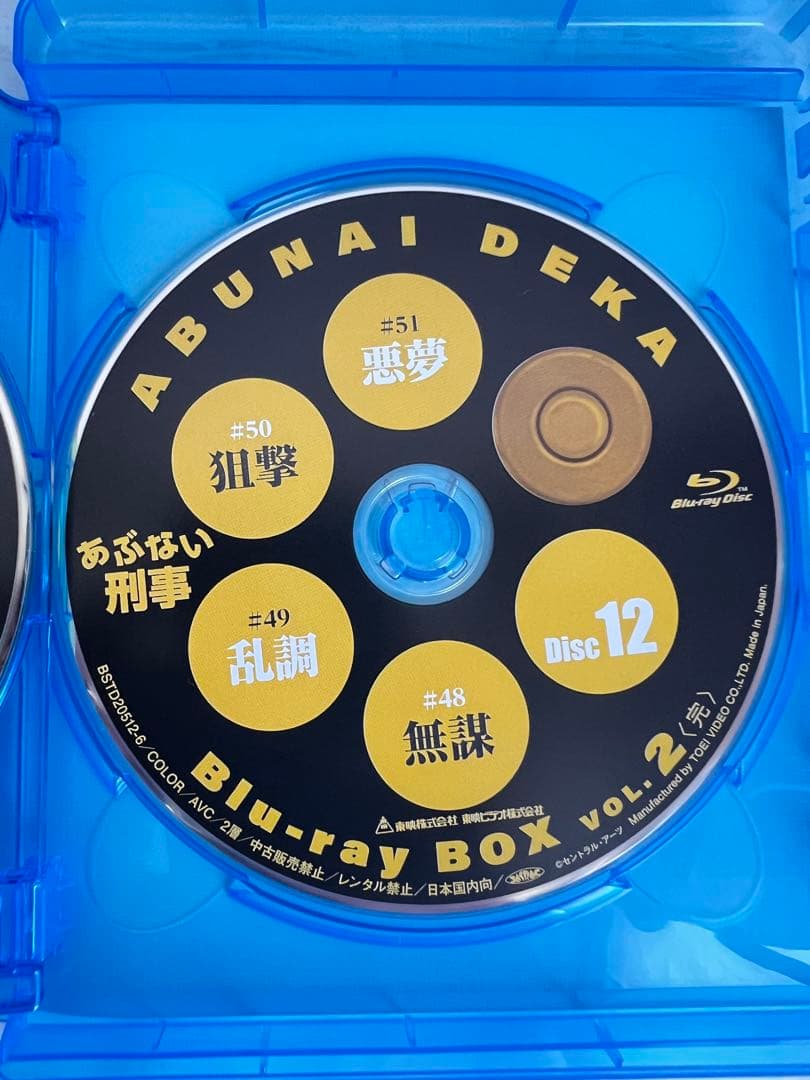 ABUNAI DEKA
#51
悪夢
#50
狙撃
Blu-ray Disc
TM
あぶない
刑事
#49
乱調
Disc 12
#48
無謀
Blu-ray BOX VOL.2〈完〉
東映株式会社 東映ビデオ株式会社
BSTD20512-6/COLOR/AVC/2層/中古販売禁止/レンタル禁止/日本国内向/
©セントラル・アーツ Manufactured by TOEI VIDEO CO.,LTD. Made in Japan.